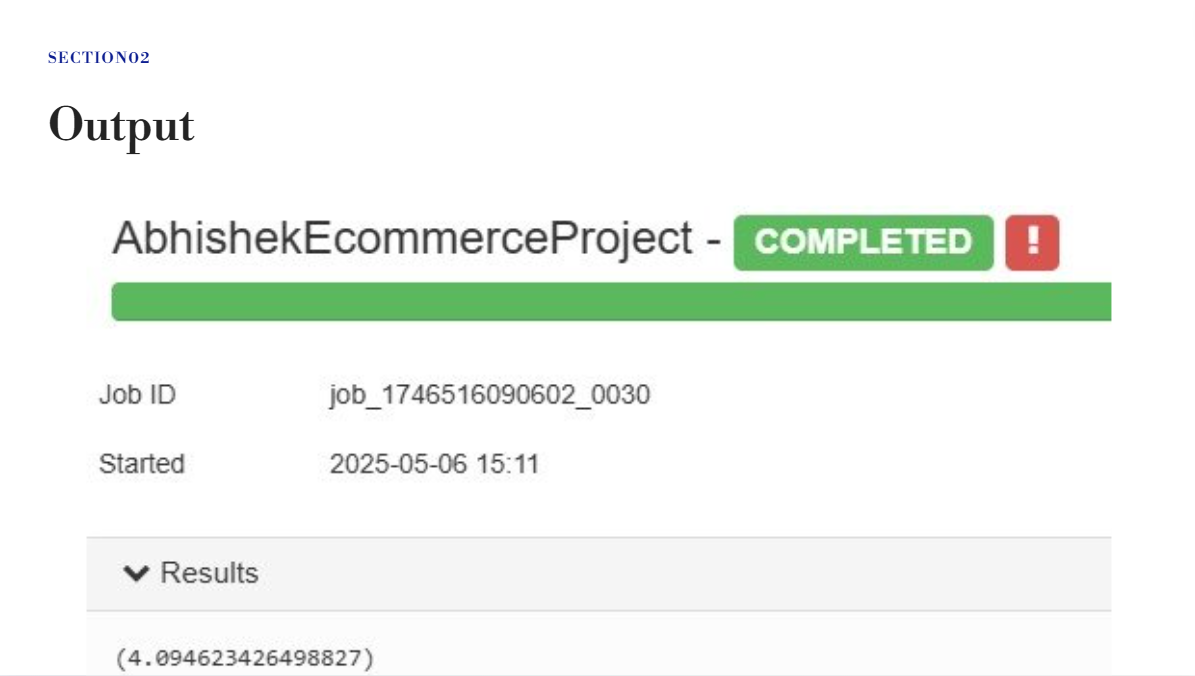 SECTION02
Output
AbhishekEcommerceProject - COMPLETED !
Job ID job_1746516090602_0030
Started 2025-05-06 15:11
Results
(4.094623426498827)